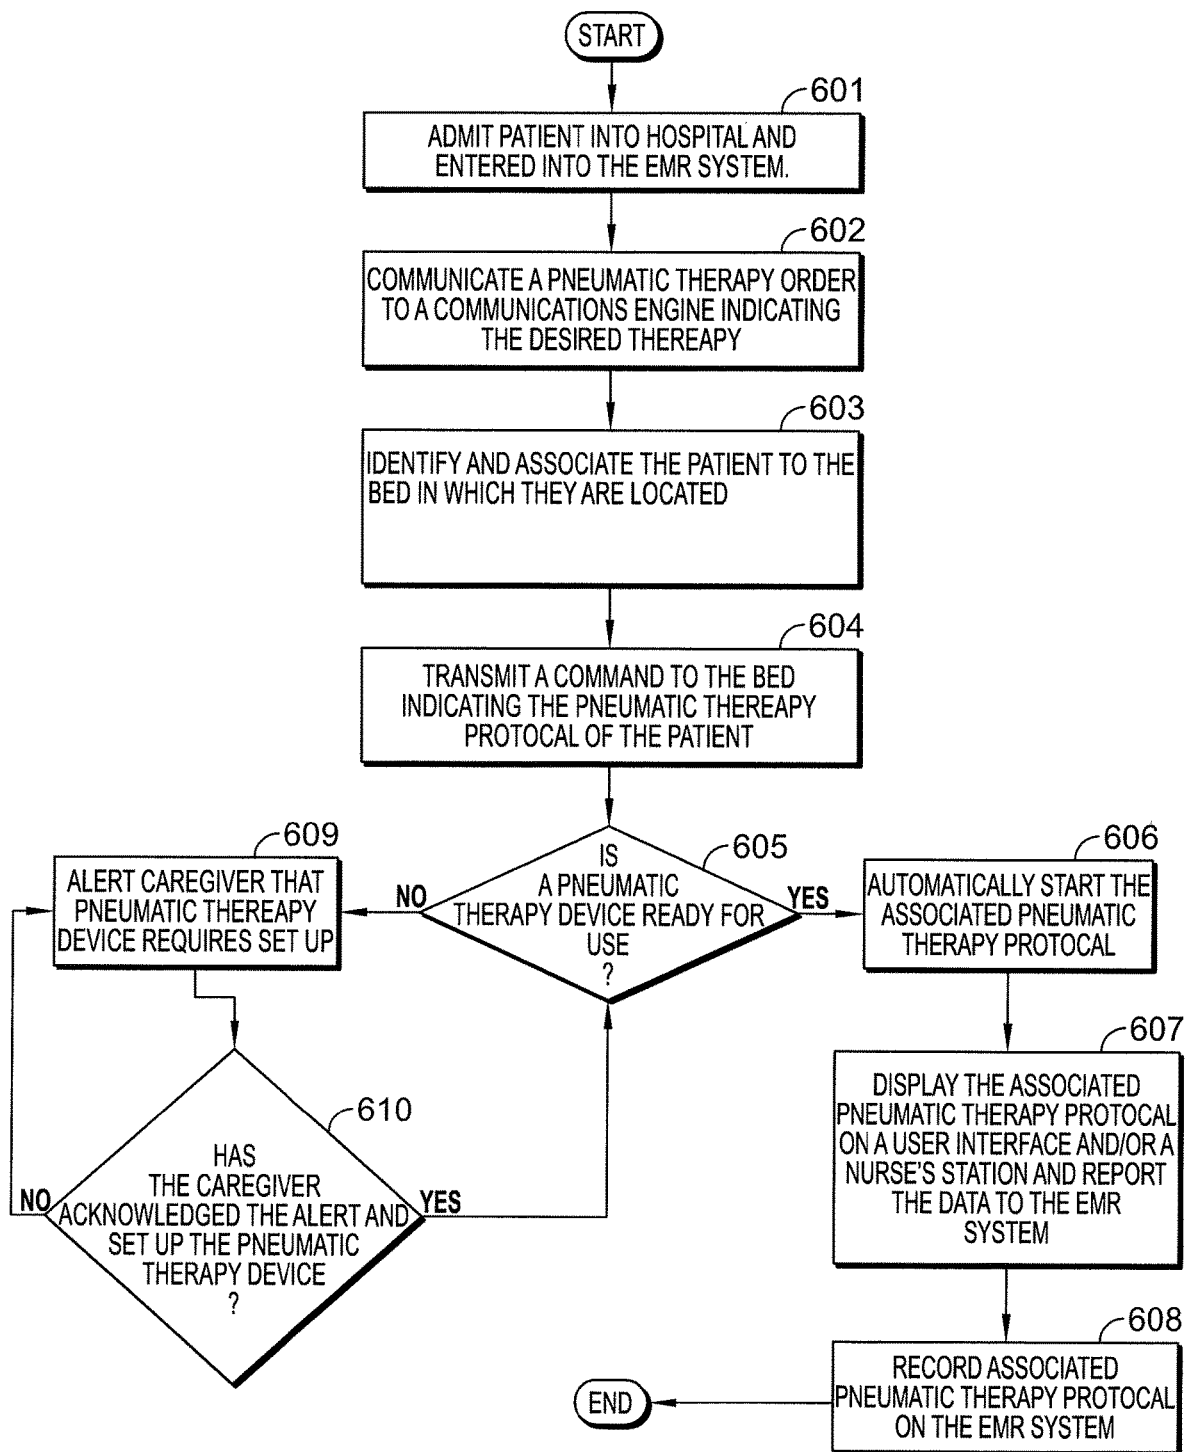 START
601
ADMIT PATIENT INTO HOSPITAL AND
ENTERED INTO THE EMR SYSTEM.
602
COMMUNICATE A PNEUMATIC THERAPY ORDER
TO A COMMUNICATIONS ENGINE INDICATING
THE DESIRED THEREAPY
603
IDENTIFY AND ASSOCIATE THE PATIENT TO THE
BED IN WHICH THEY ARE LOCATED
604
TRANSMIT A COMMAND TO THE BED
INDICATING THE PNEUMATIC THEREAPY
PROTOCAL OF THE PATIENT
605
IS
A PNEUMATIC
THERAPY DEVICE READY FOR
USE
?
NO
YES
609
ALERT CAREGIVER THAT
PNEUMATIC THEREAPY
DEVICE REQUIRES SET UP
610
HAS
THE CAREGIVER
ACKNOWLEDGED THE ALERT AND
SET UP THE PNEUMATIC
THERAPY DEVICE
?
NO
YES
606
AUTOMATICALLY START THE
ASSOCIATED PNEUMATIC
THERAPY PROTOCAL
607
DISPLAY THE ASSOCIATED
PNEUMATIC THERAPY PROTOCAL
ON A USER INTERFACE AND/OR A
NURSE'S STATION AND REPORT
THE DATA TO THE EMR
SYSTEM
608
RECORD ASSOCIATED
PNEUMATIC THERAPY PROTOCAL
ON THE EMR SYSTEM
END